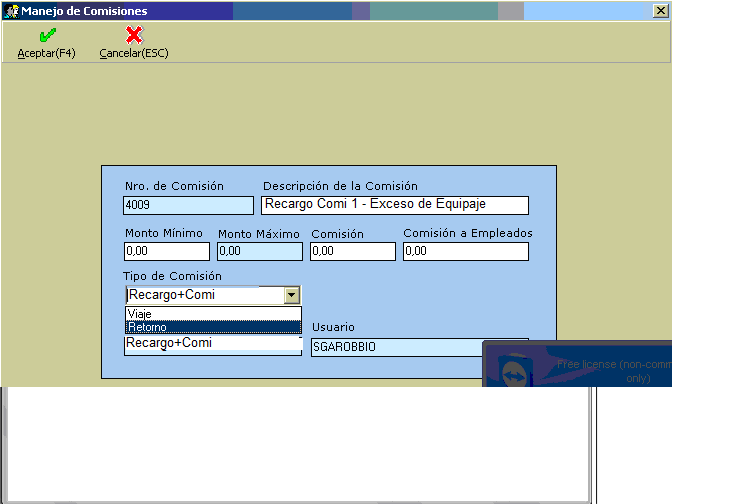 Manejo de Comisiones
Aceptar(F4) Cancelar(ESC)
Nro. de Comisión Descripción de la Comisión
4009 Recargo Comi 1 - Exceso de Equipaje
Monto Mínimo Monto Máximo Comisión Comisión a Empleados
0,00 0,00 0,00 0,00
Tipo de Comisión
Recargo+Comi
Viaje
Retorno Usuario
Recargo+Comi SGAROBBIO
Free license (non-comm
only)